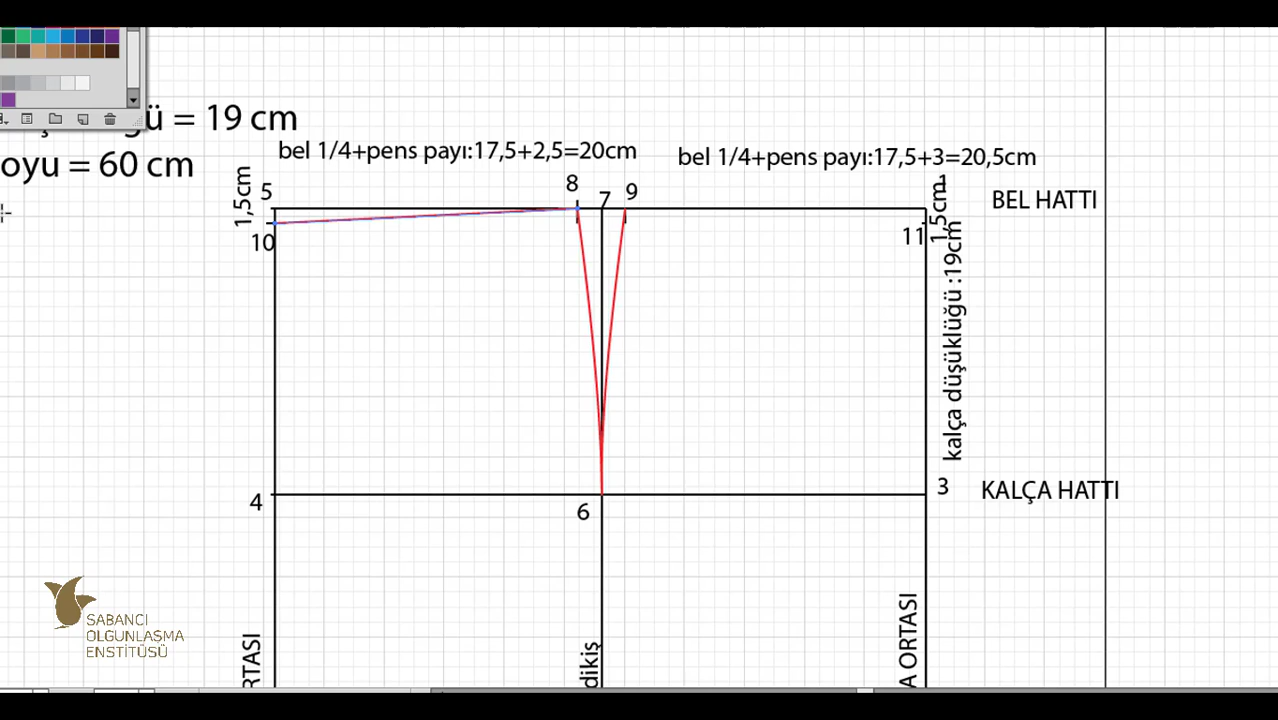 ü = 19 cm
oyu = 60 cm
bel 1/4+pens payı:17,5+2,5=20cm
bel 1/4+pens payı:17,5+3=20,5cm
1,5cm
5
8
7
9
1
BEL HATTI
10
11
1,5cm
kalça düşüklüğü :19cm
4
6
3
KALÇA HATTI
SABANCI
OLGUNLAŞMA
ENSTİTÜSÜ
RTASI
dikiş
A ORTASI